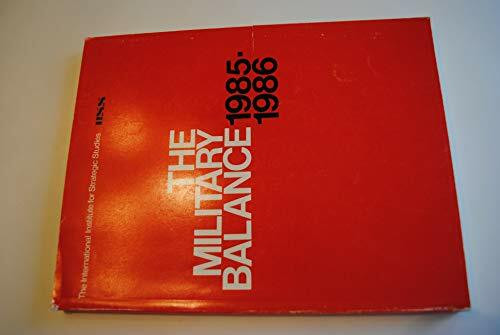 The International Institute for Strategic Studies
IISS
THE
MILITARY
BALANCE
1985-
1986